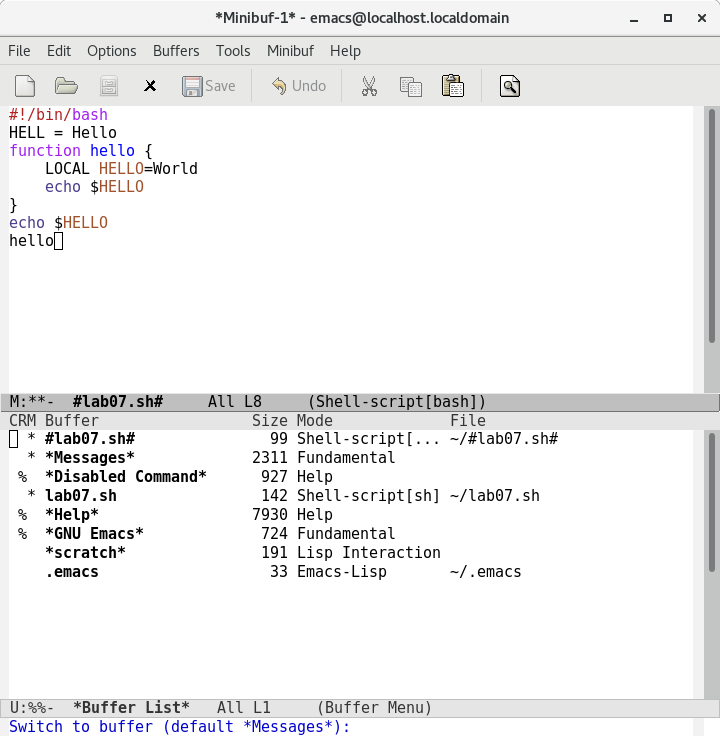 *Minibuf-1* - emacs@localhost.localdomain
File Edit Options Buffers Tools Minibuf Help
Save Undo
#!/bin/bash
HELL = Hello
function hello {
    LOCAL HELLO=World
    echo $HELLO
}
echo $HELLO
hello
M:**-  #lab07.sh#     All L8     (Shell-script[bash])
CRM Buffer                Size Mode             File
  * #lab07.sh#              99 Shell-script[... ~/#lab07.sh#
  * *Messages*            2311 Fundamental
 %  *Disabled Command*     927 Help
  * lab07.sh               142 Shell-script[sh] ~/lab07.sh
 %  *Help*                7930 Help
 %  *GNU Emacs*            724 Fundamental
    *scratch*              191 Lisp Interaction
    .emacs                  33 Emacs-Lisp       ~/.emacs
U:%%-  *Buffer List*   All L1     (Buffer Menu)
Switch to buffer (default *Messages*):